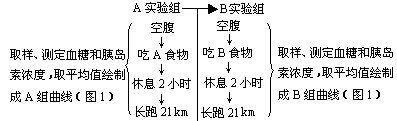 A实验组 B实验组
空腹 空腹
吃A食物 吃B食物
休息2小时 休息2小时
长跑21km 长跑21km
取样、测定血糖和胰岛
素浓度,取平均值绘制
成A组曲线(图1)
取样、测定血糖和胰岛
素浓度,取平均值绘制
成B组曲线(图1)